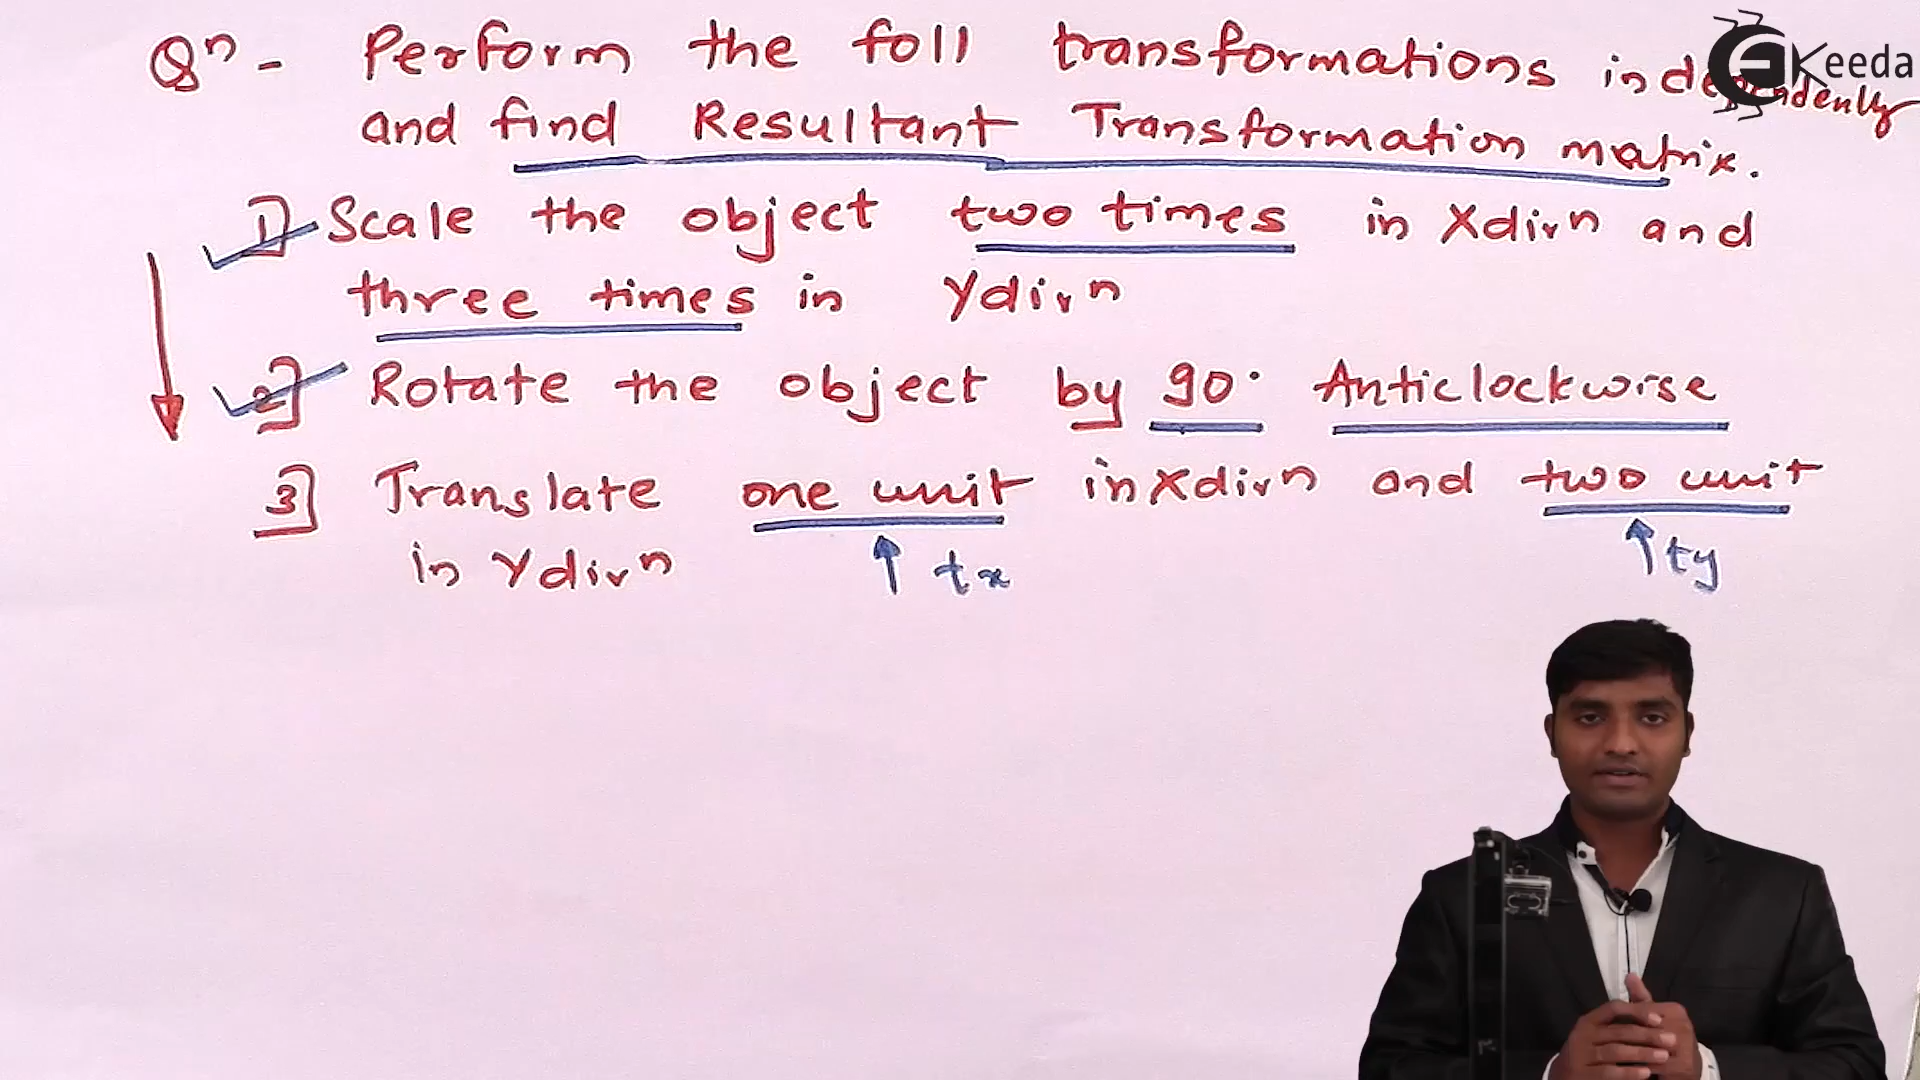 Qn - Perform the foll transformations independently
and find Resultant Transformation matrix.
1] Scale the object two times in Xdirn and
three times in Ydirn
2] Rotate the object by 90° Anticlockwise
3] Translate one unit in Xdirn and two unit
in Ydirn
tx
ty
EKeeda